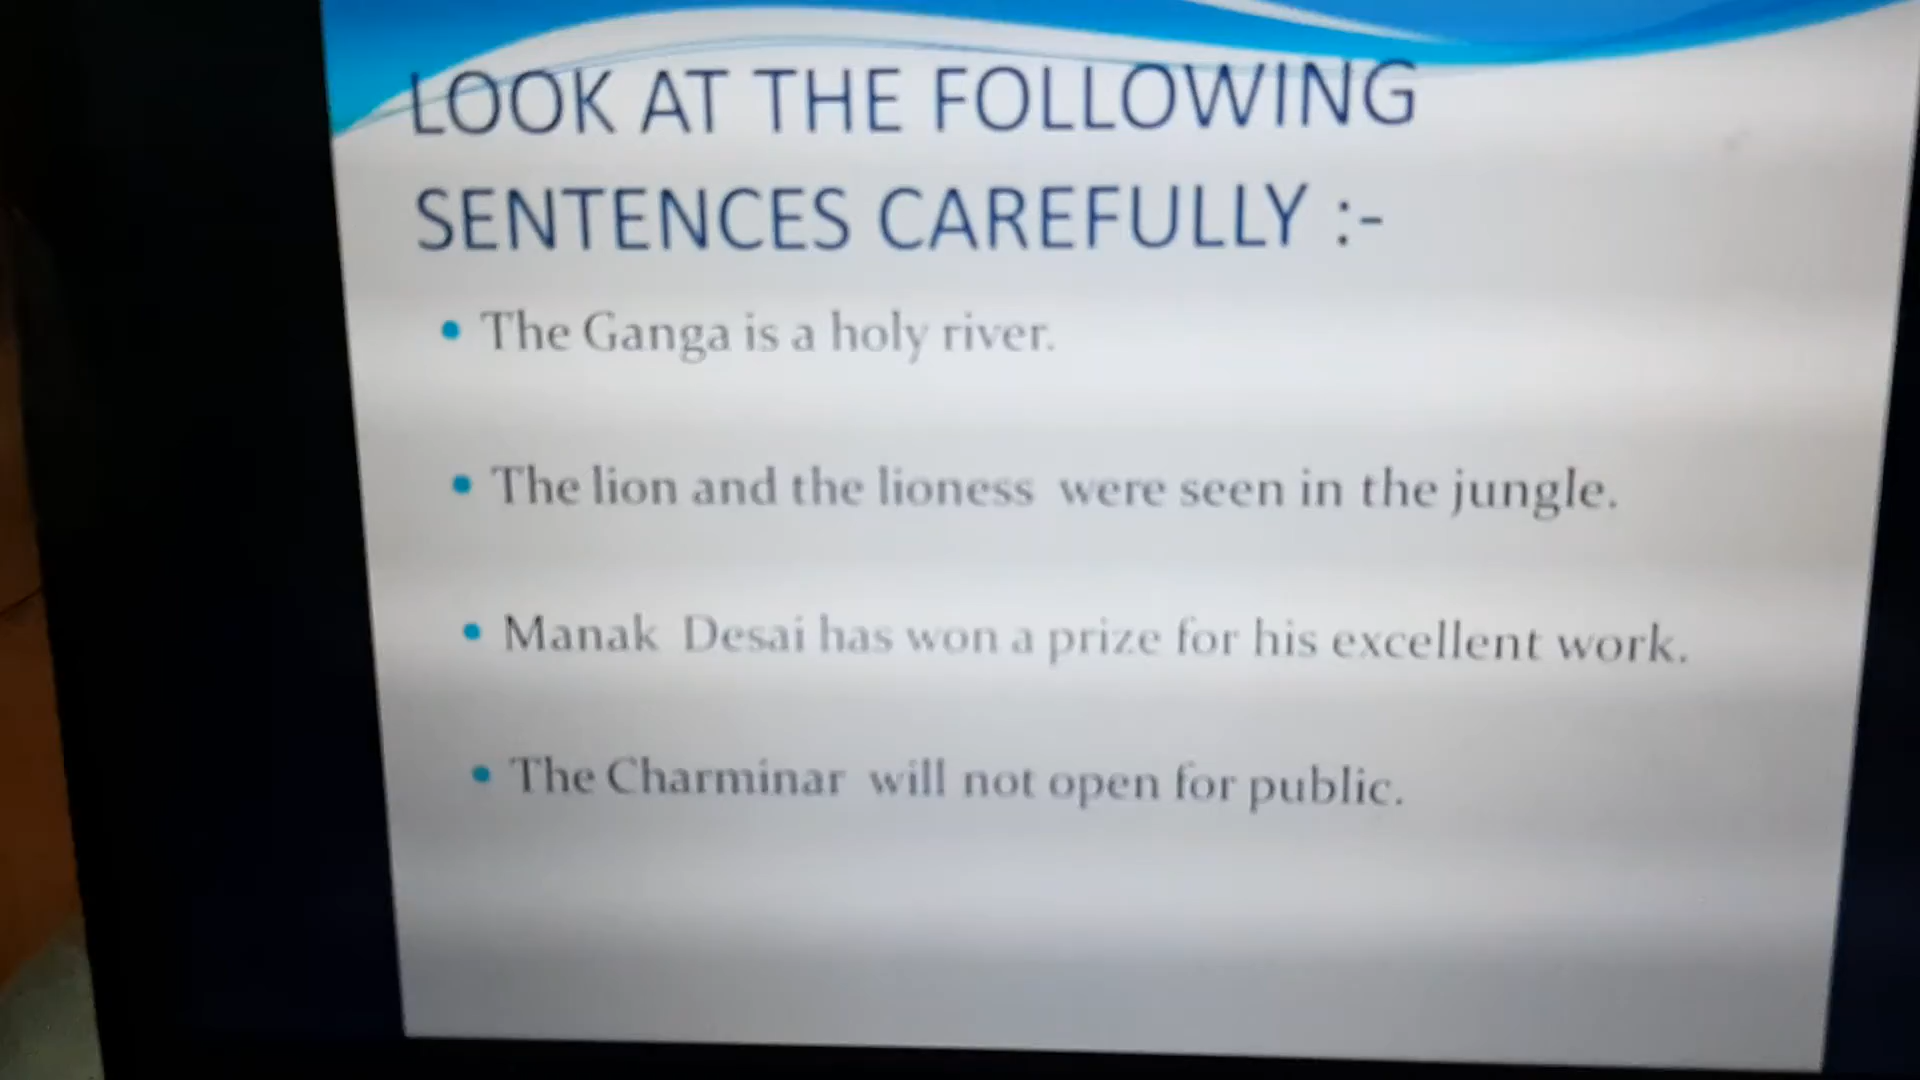 LOOK AT THE FOLLOWING
SENTENCES CAREFULLY :-
• The Ganga is a holy river.
• The lion and the lioness were seen in the jungle.
• Manak Desai has won a prize for his excellent work.
• The Charminar will not open for public.